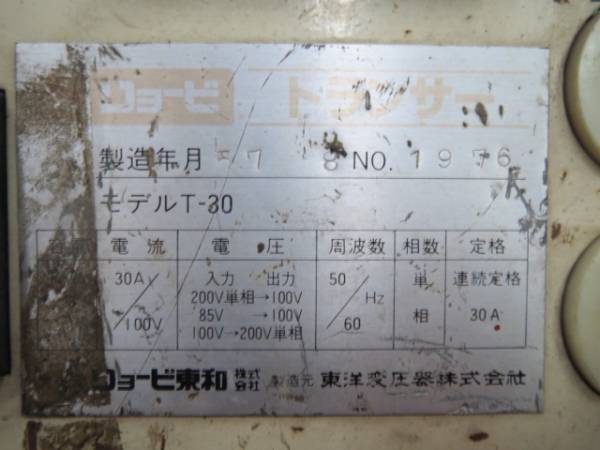 リョービ トランサー
製造年月 57 8 NO. 1976
モデルT-30
電流 電圧 周波数 相数 定格
30A/100V 入力 出力 50/60 Hz 単相 連続定格 30A
200V単相→100V
85V →100V
100V→200V単相
リョービ東和株式会社 製造元 東洋変圧器株式会社